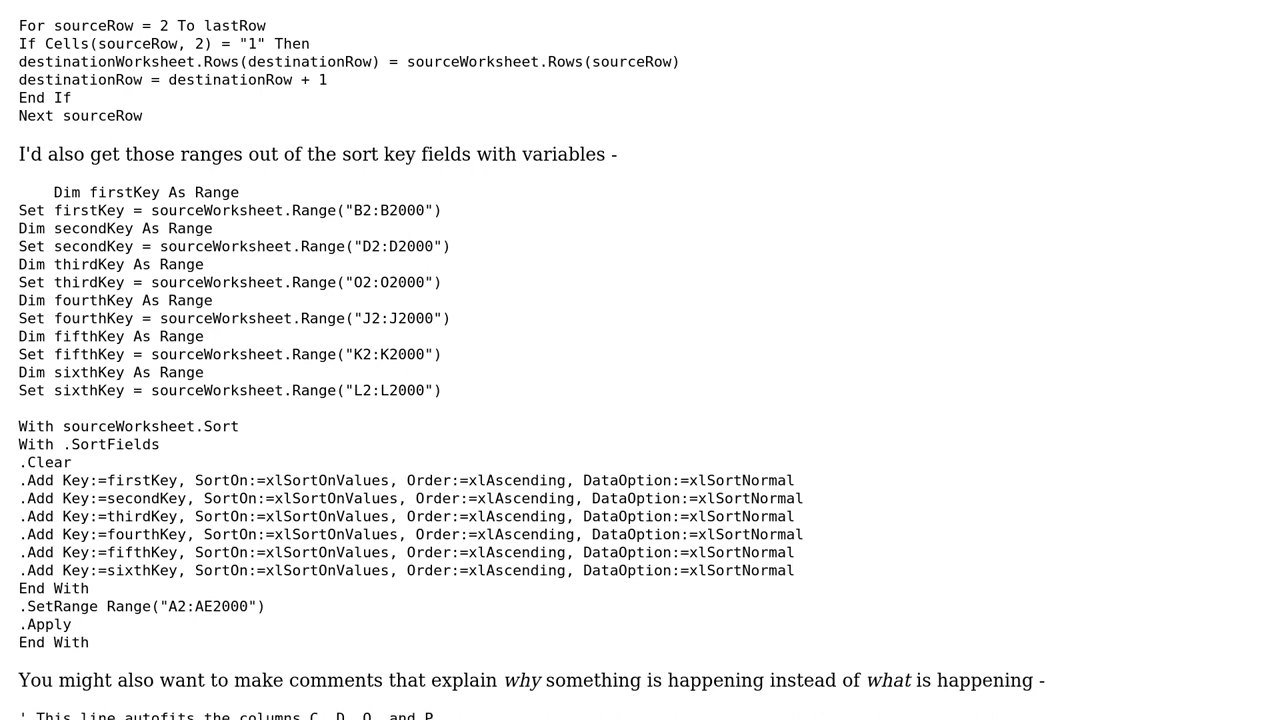 For sourceRow = 2 To lastRow
If Cells(sourceRow, 2) = "1" Then
destinationWorksheet.Rows(destinationRow) = sourceWorksheet.Rows(sourceRow)
destinationRow = destinationRow + 1
End If
Next sourceRow
I'd also get those ranges out of the sort key fields with variables -
Dim firstKey As Range
Set firstKey = sourceWorksheet.Range("B2:B2000")
Dim secondKey As Range
Set secondKey = sourceWorksheet.Range("D2:D2000")
Dim thirdKey As Range
Set thirdKey = sourceWorksheet.Range("O2:O2000")
Dim fourthKey As Range
Set fourthKey = sourceWorksheet.Range("J2:J2000")
Dim fifthKey As Range
Set fifthKey = sourceWorksheet.Range("K2:K2000")
Dim sixthKey As Range
Set sixthKey = sourceWorksheet.Range("L2:L2000")
With sourceWorksheet.Sort
With .SortFields
.Clear
.Add Key:=firstKey, SortOn:=xlSortOnValues, Order:=xlAscending, DataOption:=xlSortNormal
.Add Key:=secondKey, SortOn:=xlSortOnValues, Order:=xlAscending, DataOption:=xlSortNormal
.Add Key:=thirdKey, SortOn:=xlSortOnValues, Order:=xlAscending, DataOption:=xlSortNormal
.Add Key:=fourthKey, SortOn:=xlSortOnValues, Order:=xlAscending, DataOption:=xlSortNormal
.Add Key:=fifthKey, SortOn:=xlSortOnValues, Order:=xlAscending, DataOption:=xlSortNormal
.Add Key:=sixthKey, SortOn:=xlSortOnValues, Order:=xlAscending, DataOption:=xlSortNormal
End With
.SetRange Range("A2:AE2000")
.Apply
End With
You might also want to make comments that explain why something is happening instead of what is happening -
' This line autofits the columns C, D, O, and P